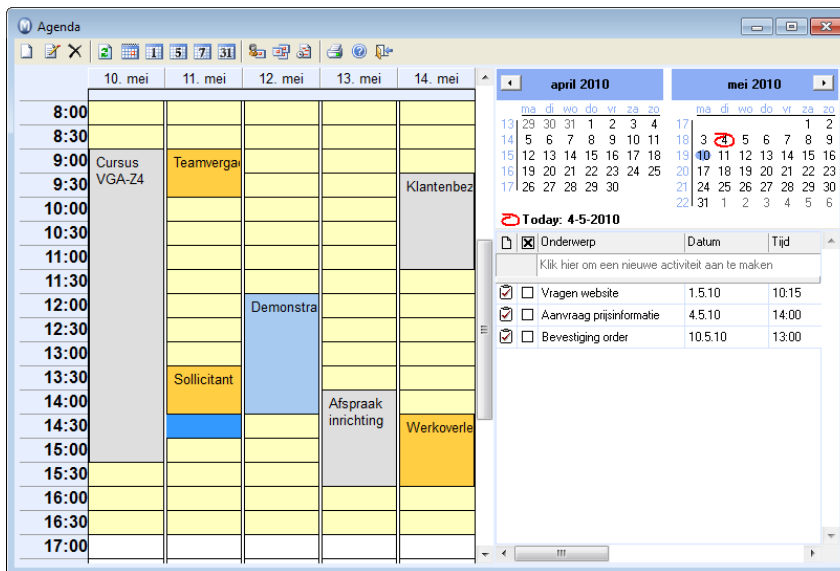 Agenda
1 5 7 31
10. mei 11. mei 12. mei 13. mei 14. mei
8:00
8:30
9:00
9:30
10:00
10:30
11:00
11:30
12:00
12:30
13:00
13:30
14:00
14:30
15:00
15:30
16:00
16:30
17:00
Cursus
VGA-Z4
Teamverga
Sollicitant
Demonstra
Afspraak
inrichting
Klantenbez
Werkoverle
april 2010
ma di wo do vr za zo
13 29 30 31 1 2 3 4
14 5 6 7 8 9 10 11
15 12 13 14 15 16 17 18
16 19 20 21 22 23 24 25
17 26 27 28 29 30
mei 2010
ma di wo do vr za zo
17 1 2
18 3 4 5 6 7 8 9
19 10 11 12 13 14 15 16
20 17 18 19 20 21 22 23
21 24 25 26 27 28 29 30
22 31 1 2 3 4 5 6
Today: 4-5-2010
Onderwerp Datum Tijd
Klik hier om een nieuwe activiteit aan te maken
Vragen website 1.5.10 10:15
Aanvraag prijsinformatie 4.5.10 14:00
Bevestiging order 10.5.10 13:00